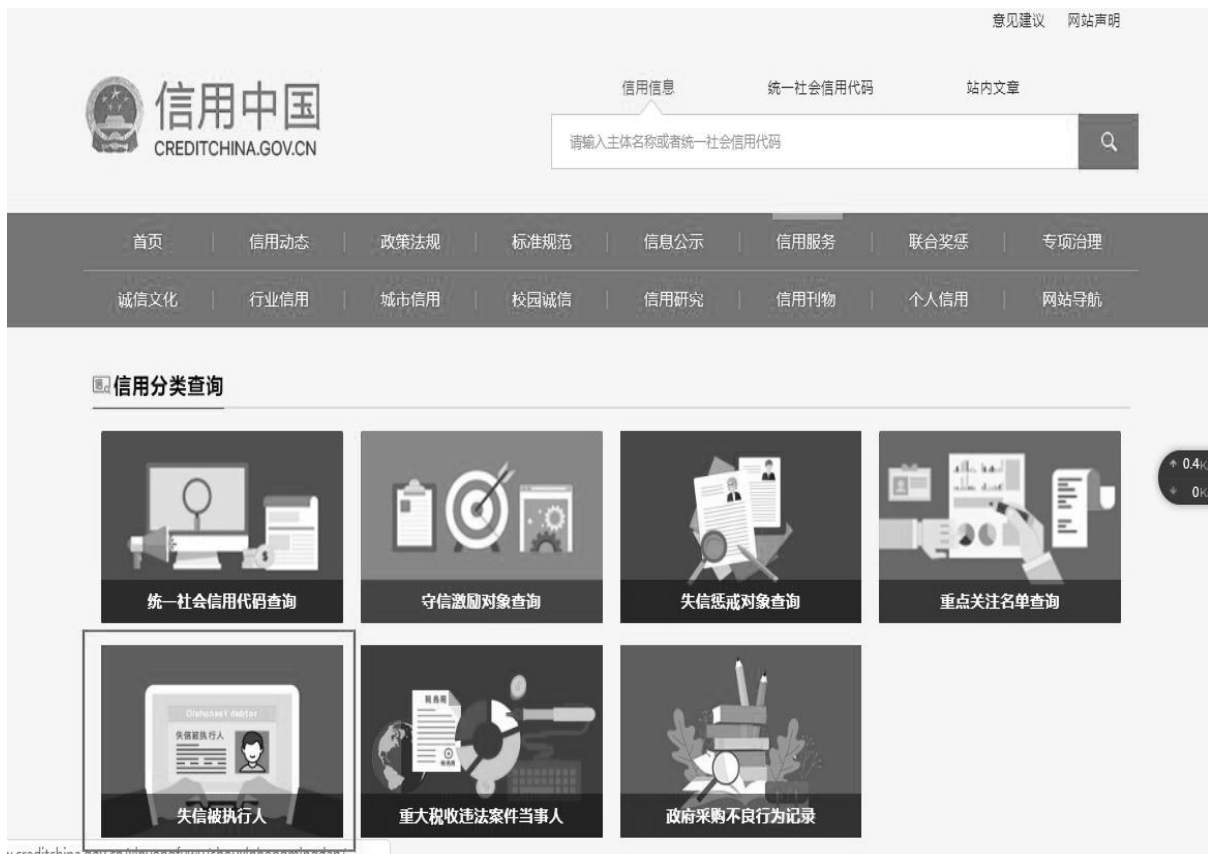 意见建议 网站声明
信用中国
CREDITCHINA.GOV.CN
信用信息 统一社会信用代码 站内文章
请输入主体名称或者统一社会信用代码
首页 信用动态 政策法规 标准规范 信息公示 信用服务 联合奖惩 专项治理
诚信文化 行业信用 城市信用 校园诚信 信用研究 信用刊物 个人信用 网站导航
信用分类查询
↑ 0.4K
↓ 0K
统一社会信用代码查询 守信激励对象查询 失信惩戒对象查询 重点关注名单查询
Dishonest debtor
失信被执行人
税务局
失信被执行人 重大税收违法案件当事人 政府采购不良行为记录